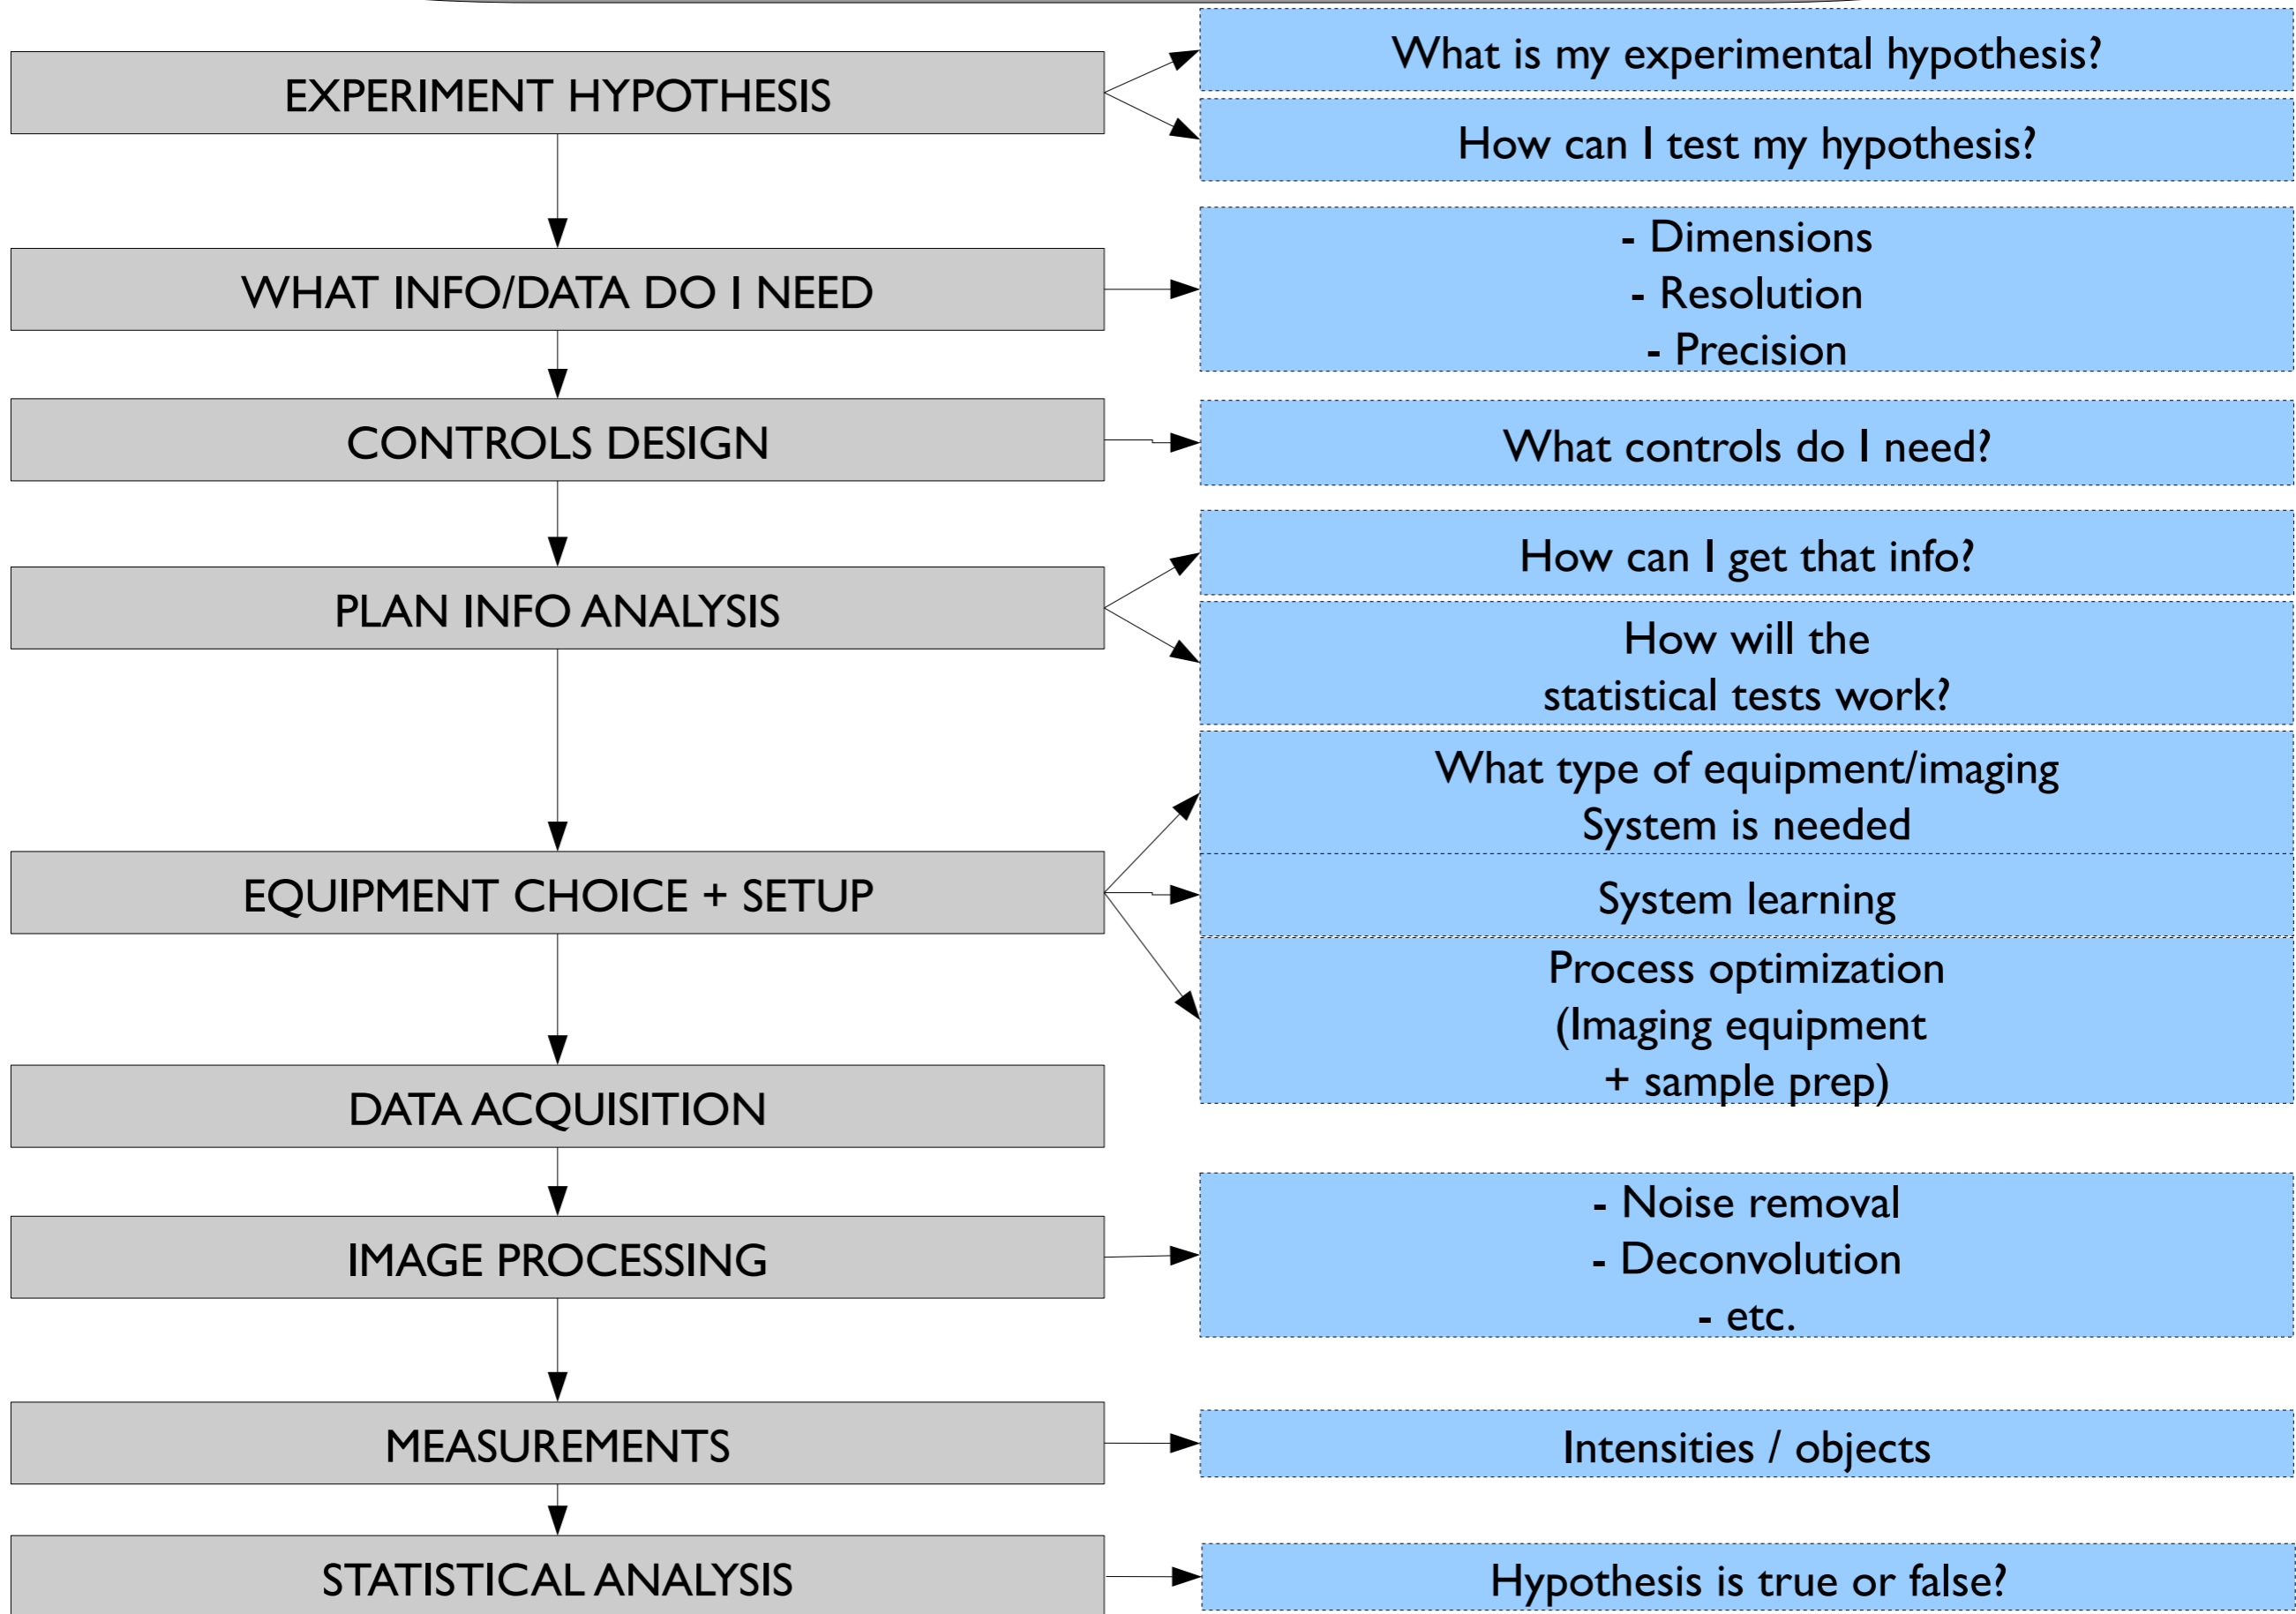 EXPERIMENT HYPOTHESIS
What is my experimental hypothesis?
How can I test my hypothesis?
WHAT INFO/DATA DO I NEED
- Dimensions
- Resolution
- Precision
CONTROLS DESIGN
What controls do I need?
PLAN INFO ANALYSIS
How can I get that info?
How will the
statistical tests work?
EQUIPMENT CHOICE + SETUP
What type of equipment/imaging
System is needed
System learning
Process optimization
(Imaging equipment
+ sample prep)
DATA ACQUISITION
IMAGE PROCESSING
- Noise removal
- Deconvolution
- etc.
MEASUREMENTS
Intensities / objects
STATISTICAL ANALYSIS
Hypothesis is true or false?